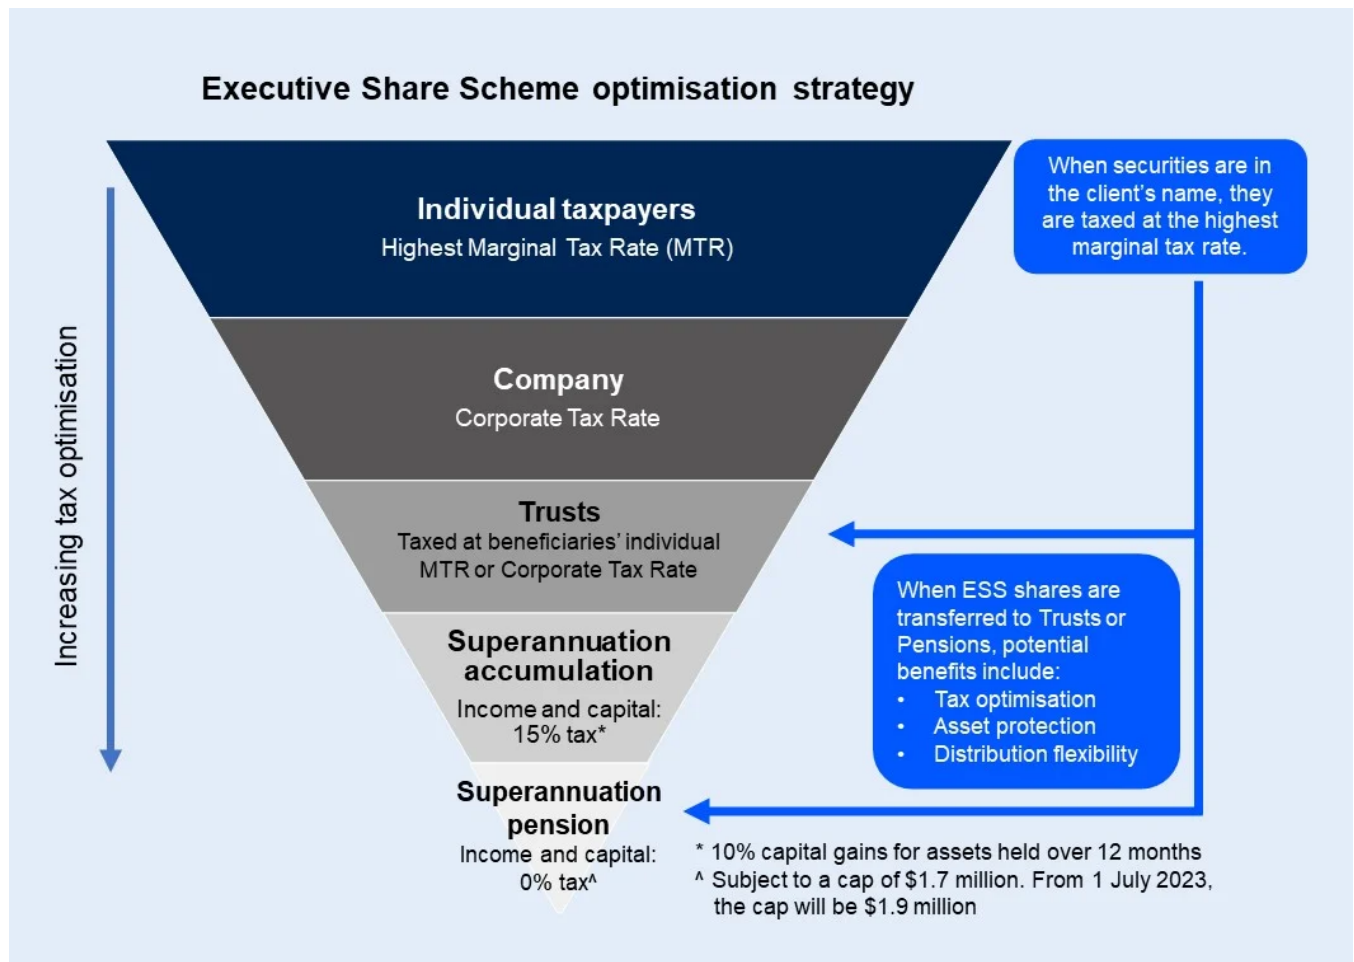 Executive Share Scheme optimisation strategy
Individual taxpayers
Highest Marginal Tax Rate (MTR)
When securities are in
the client's name, they
are taxed at the highest
marginal tax rate.
Company
Corporate Tax Rate
Increasing tax optimisation
Trusts
Taxed at beneficiaries' individual
MTR or Corporate Tax Rate
When ESS shares are
transferred to Trusts or
Pensions, potential
benefits include:
• Tax optimisation
• Asset protection
• Distribution flexibility
Superannuation
accumulation
Income and capital:
15% tax*
Superannuation
pension
Income and capital:
0% tax^
* 10% capital gains for assets held over 12 months
^ Subject to a cap of $1.7 million. From 1 July 2023,
the cap will be $1.9 million